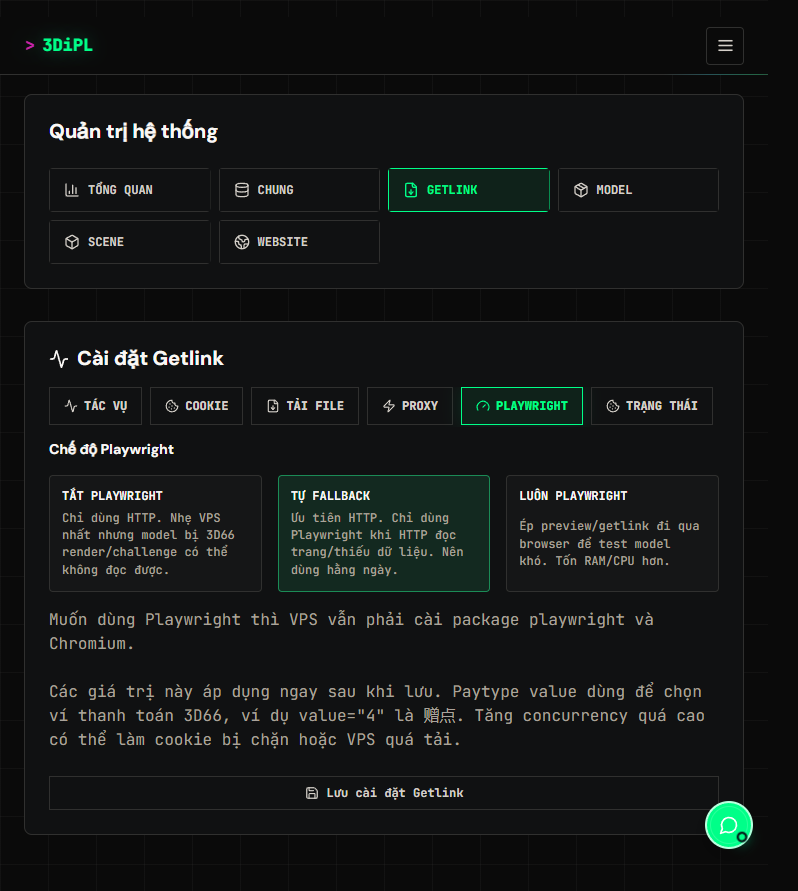 > 3DiPL
Quản trị hệ thống
TỔNG QUAN
CHUNG
GETLINK
MODEL
SCENE
WEBSITE
Cài đặt Getlink
TÁC VỤ
COOKIE
TẢI FILE
PROXY
PLAYWRIGHT
TRẠNG THÁI
Chế độ Playwright
TẮT PLAYWRIGHT
Chỉ dùng HTTP. Nhẹ VPS
nhất nhưng model bị 3D66
render/challenge có thể
không đọc được.
TỰ FALLBACK
Ưu tiên HTTP. Chỉ dùng
Playwright khi HTTP đọc
trang/thiếu dữ liệu. Nên
dùng hằng ngày.
LUÔN PLAYWRIGHT
Ép preview/getlink đi qua
browser để test model
khó. Tốn RAM/CPU hơn.
Muốn dùng Playwright thì VPS vẫn phải cài package playwright và
Chromium.
Các giá trị này áp dụng ngay sau khi lưu. Paytype value dùng để chọn
ví thanh toán 3D66, ví dụ value="4" là 赠点. Tăng concurrency quá cao
có thể làm cookie bị chặn hoặc VPS quá tải.
Lưu cài đặt Getlink